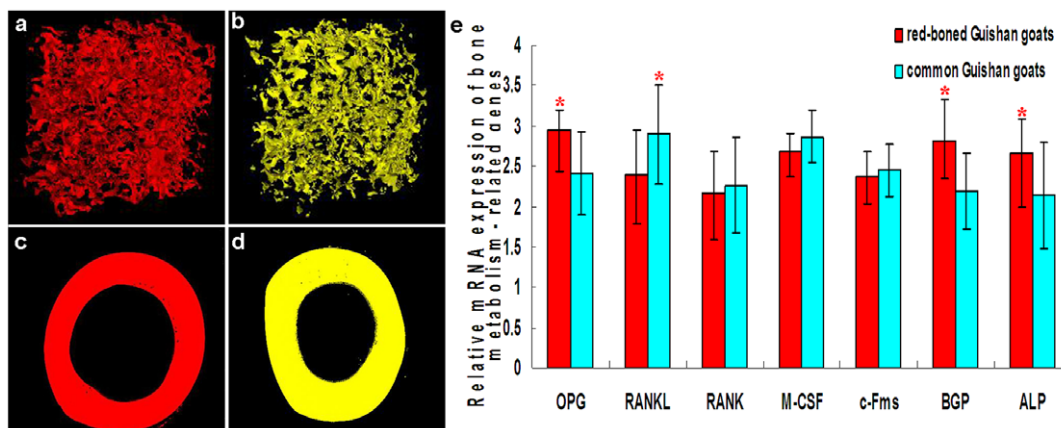 a
b
c
d
e
Relative mRNA expression of bone
metabolism - related denes
4
3.5
3
2.5
2
1.5
1
0.5
0
red-boned Guishan goats
common Guishan goats
*
*
*
*
OPG RANKL RANK M-CSF c-Fms BGP ALP